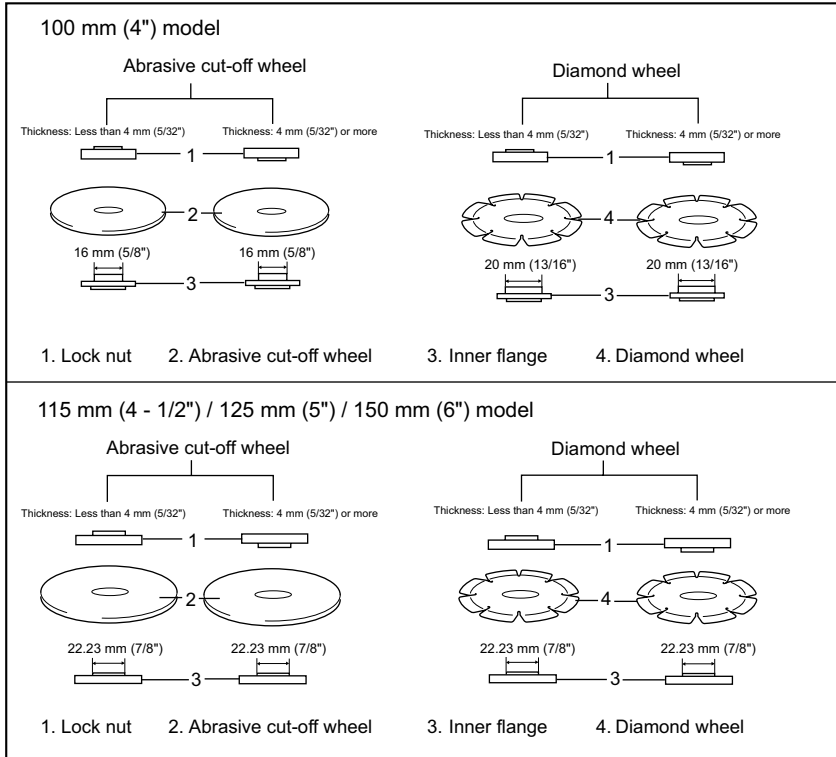 100 mm (4") model
Abrasive cut-off wheel
Diamond wheel
Thickness: Less than 4 mm (5/32")
Thickness: 4 mm (5/32") or more
Thickness: Less than 4 mm (5/32")
Thickness: 4 mm (5/32") or more
1
1
2
4
16 mm (5/8")
16 mm (5/8")
20 mm (13/16")
20 mm (13/16")
3
3
1. Lock nut
2. Abrasive cut-off wheel
3. Inner flange
4. Diamond wheel
115 mm (4 - 1/2") / 125 mm (5") / 150 mm (6") model
Abrasive cut-off wheel
Diamond wheel
Thickness: Less than 4 mm (5/32")
Thickness: 4 mm (5/32") or more
Thickness: Less than 4 mm (5/32")
Thickness: 4 mm (5/32") or more
1
1
2
4
22.23 mm (7/8")
22.23 mm (7/8")
22.23 mm (7/8")
22.23 mm (7/8")
3
3
1. Lock nut
2. Abrasive cut-off wheel
3. Inner flange
4. Diamond wheel